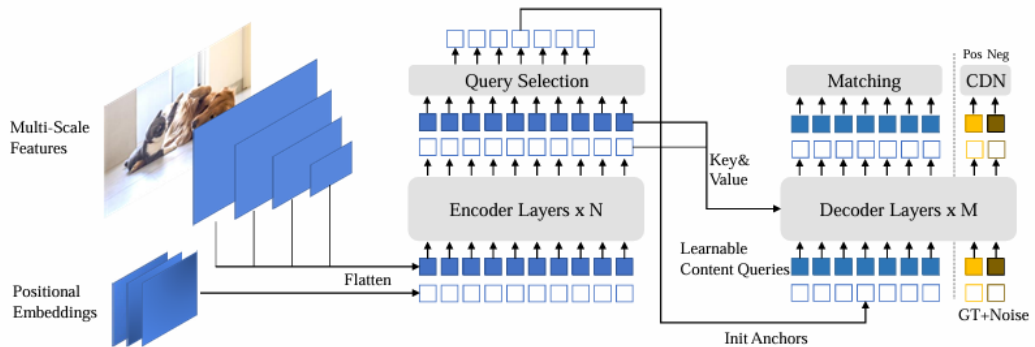 Multi-Scale
Features
Positional
Embeddings
Flatten
Query Selection
Encoder Layers x N
Key&
Value
Learnable
Content Queries
Init Anchors
Matching
Pos Neg
CDN
Decoder Layers x M
GT+Noise